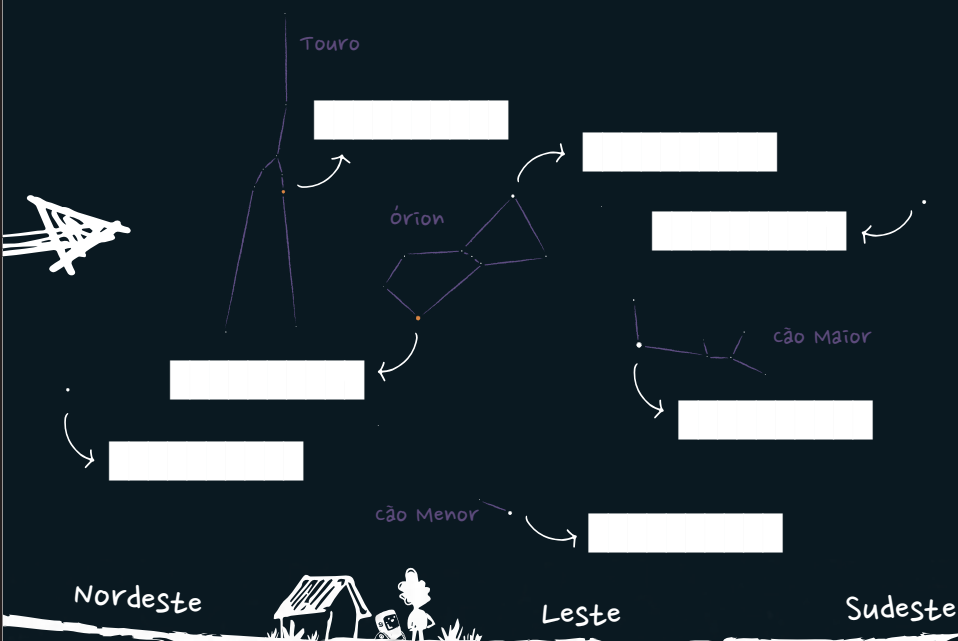 Touro
Órion
Cão Maior
Cão Menor
Nordeste
Leste
Sudeste